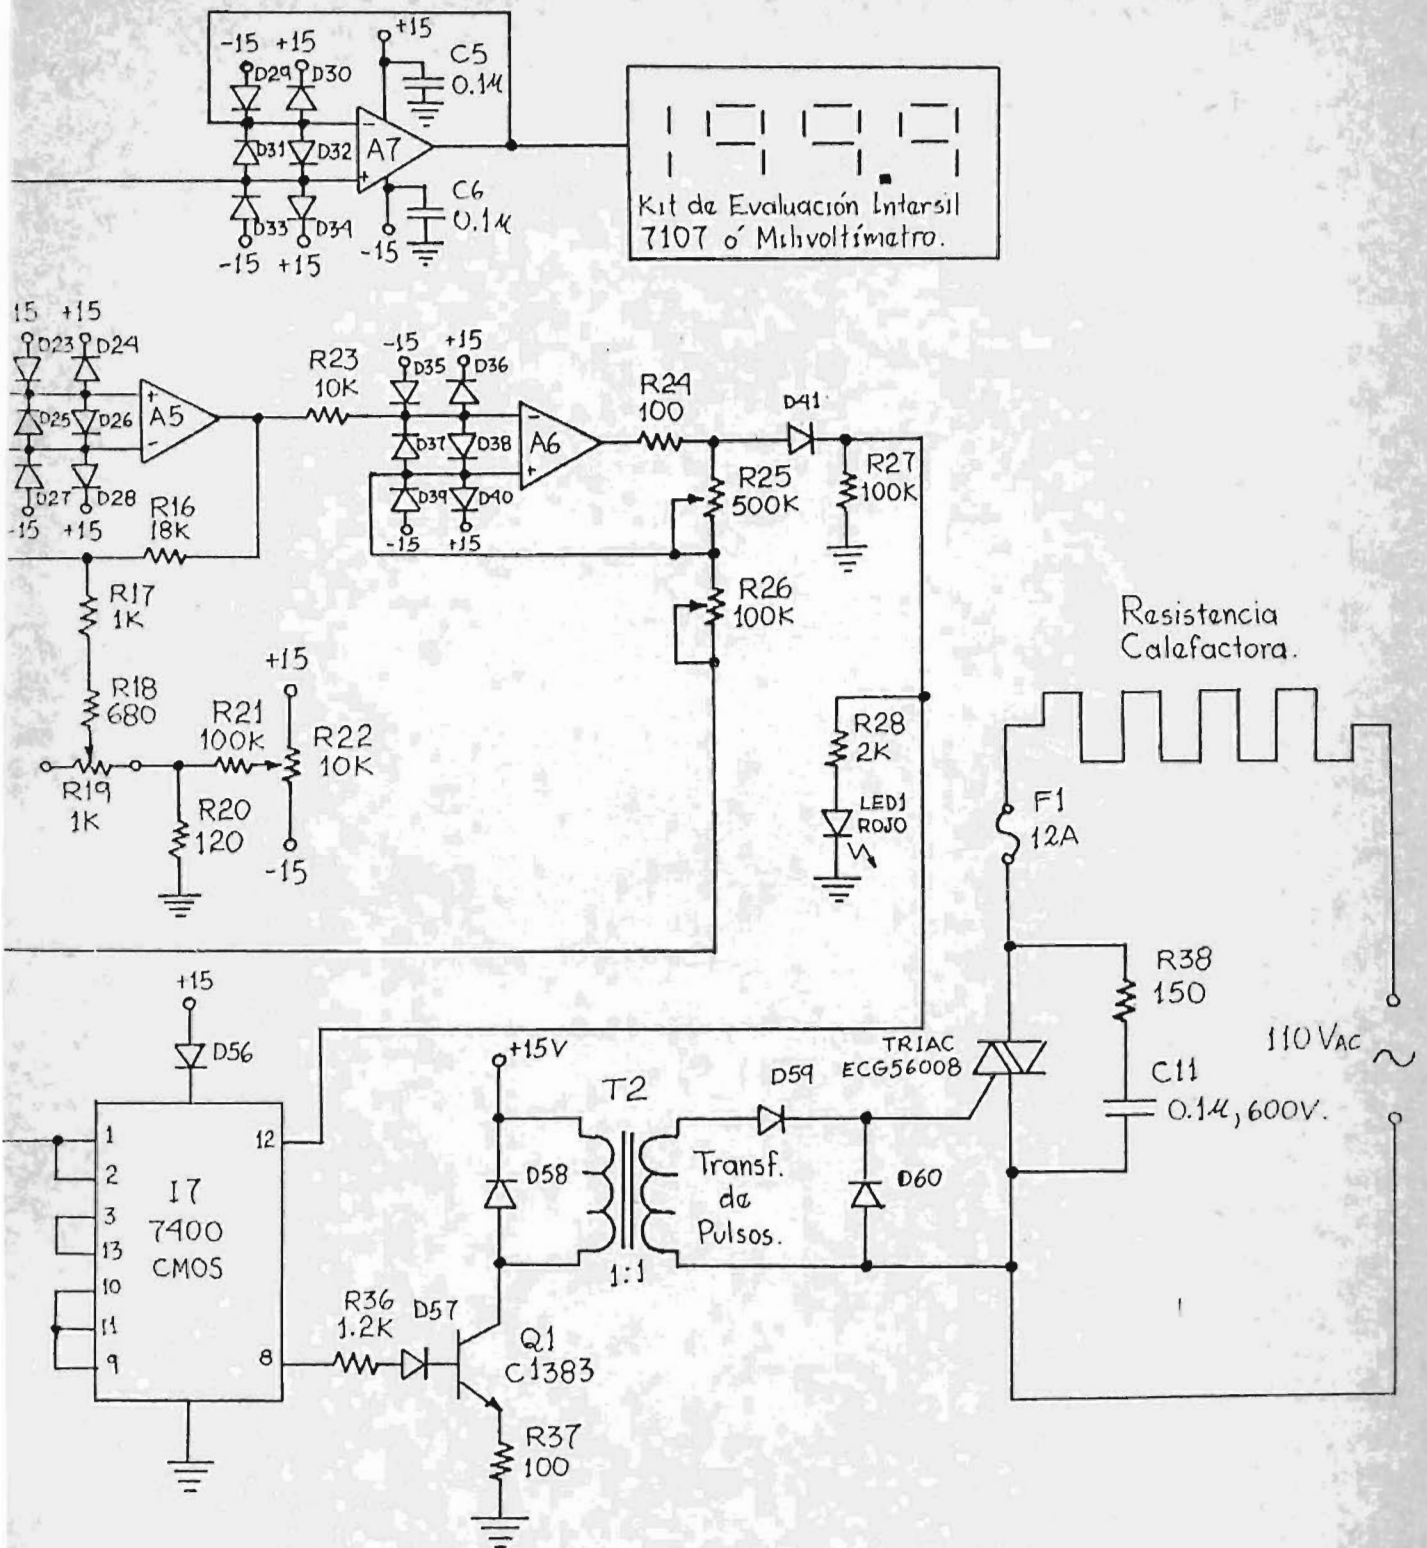 +15
-15 +15
C5
0.1µ
D29 D30
199.9
-
A7
D31 D32
+
C6
0.1µ
D33 D34
-15 +15
-15
Kit de Evaluación Intersil
7107 ó Milivoltímetro.
15 +15
D23 D24
+
A5
-
D25 D26
D27 D28
-15 +15
R16
18K
R23
10K
-15 +15
D35 D36
-
A6
+
D37 D38
D39 D40
-15 +15
R24
100
D41
R25
500K
R27
100K
R26
100K
R17
1K
R18
680
R19
1K
R21
100K
+15
R22
10K
-15
R20
120
R28
2K
LED1
ROJO
Resistencia
Calefactora.
F1
12A
R38
150
C11
0.1µ, 600V.
110 VAC
~
TRIAC
ECG56008
+15
D56
1
2
3
13
10
11
9
12
8
I7
7400
CMOS
+15V
D58
T2
1:1
Transf.
de
Pulsos.
D59
D60
R36
1.2K
D57
Q1
C1383
R37
100